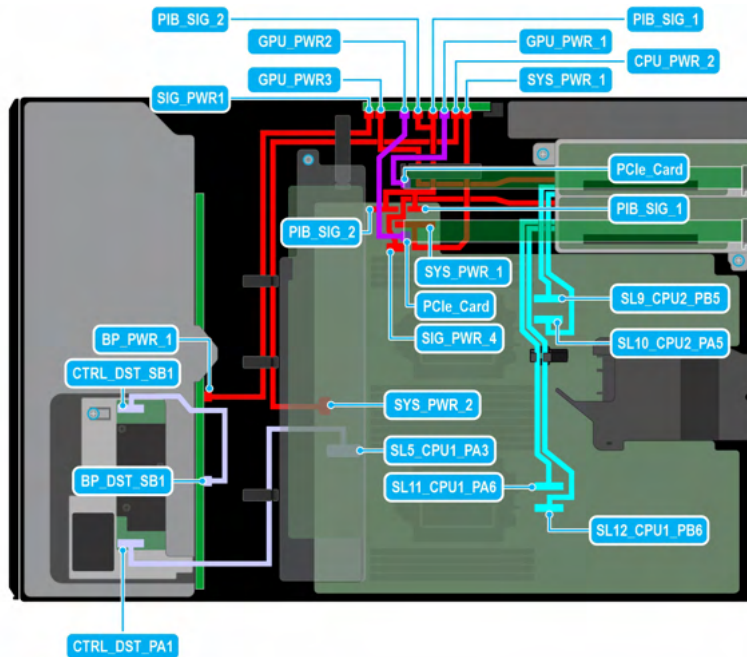 PIB_SIG_2
PIB_SIG_1
GPU_PWR2
GPU_PWR_1
CPU_PWR_2
GPU_PWR3
SYS_PWR_1
SIG_PWR1
PCIe_Card
PIB_SIG_1
PIB_SIG_2
SYS_PWR_1
PCIe_Card
SL9_CPU2_PB5
SIG_PWR_4
SL10_CPU2_PA5
BP_PWR_1
CTRL_DST_SB1
SYS_PWR_2
SL5_CPU1_PA3
BP_DST_SB1
SL11_CPU1_PA6
SL12_CPU1_PB6
CTRL_DST_PA1